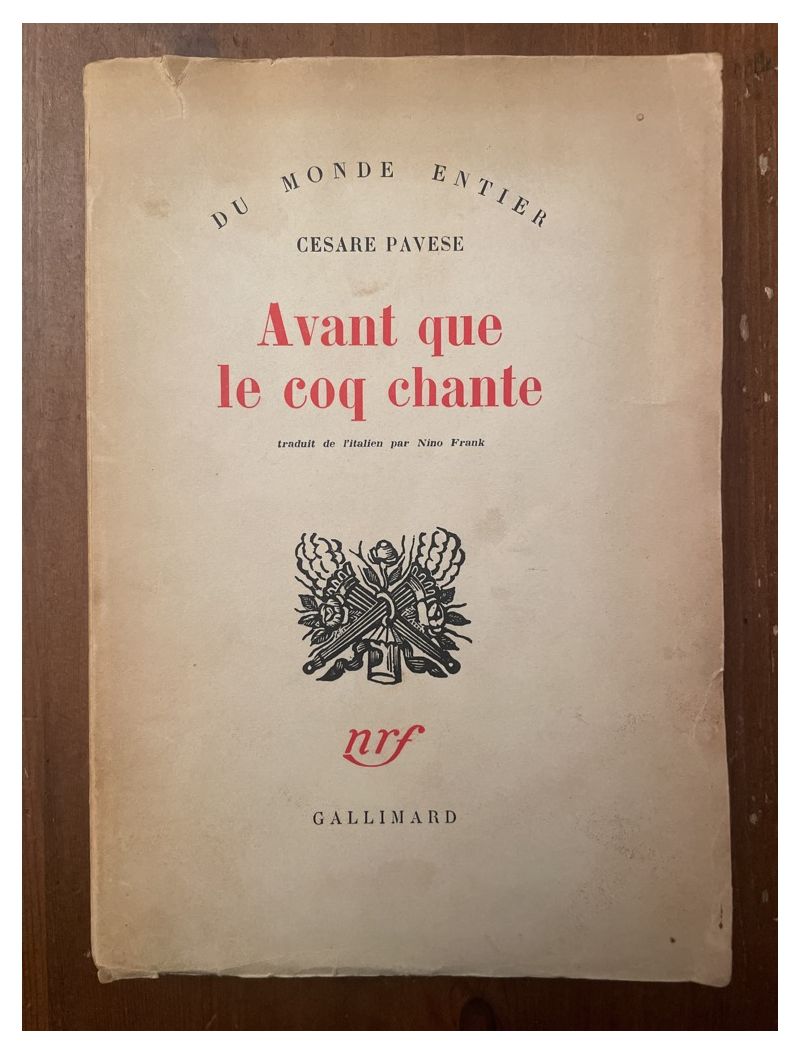 DU MONDE ENTIER
CESARE PAVESE
Avant que
le coq chante
traduit de l'italien par Nino Frank
nrf
GALLIMARD